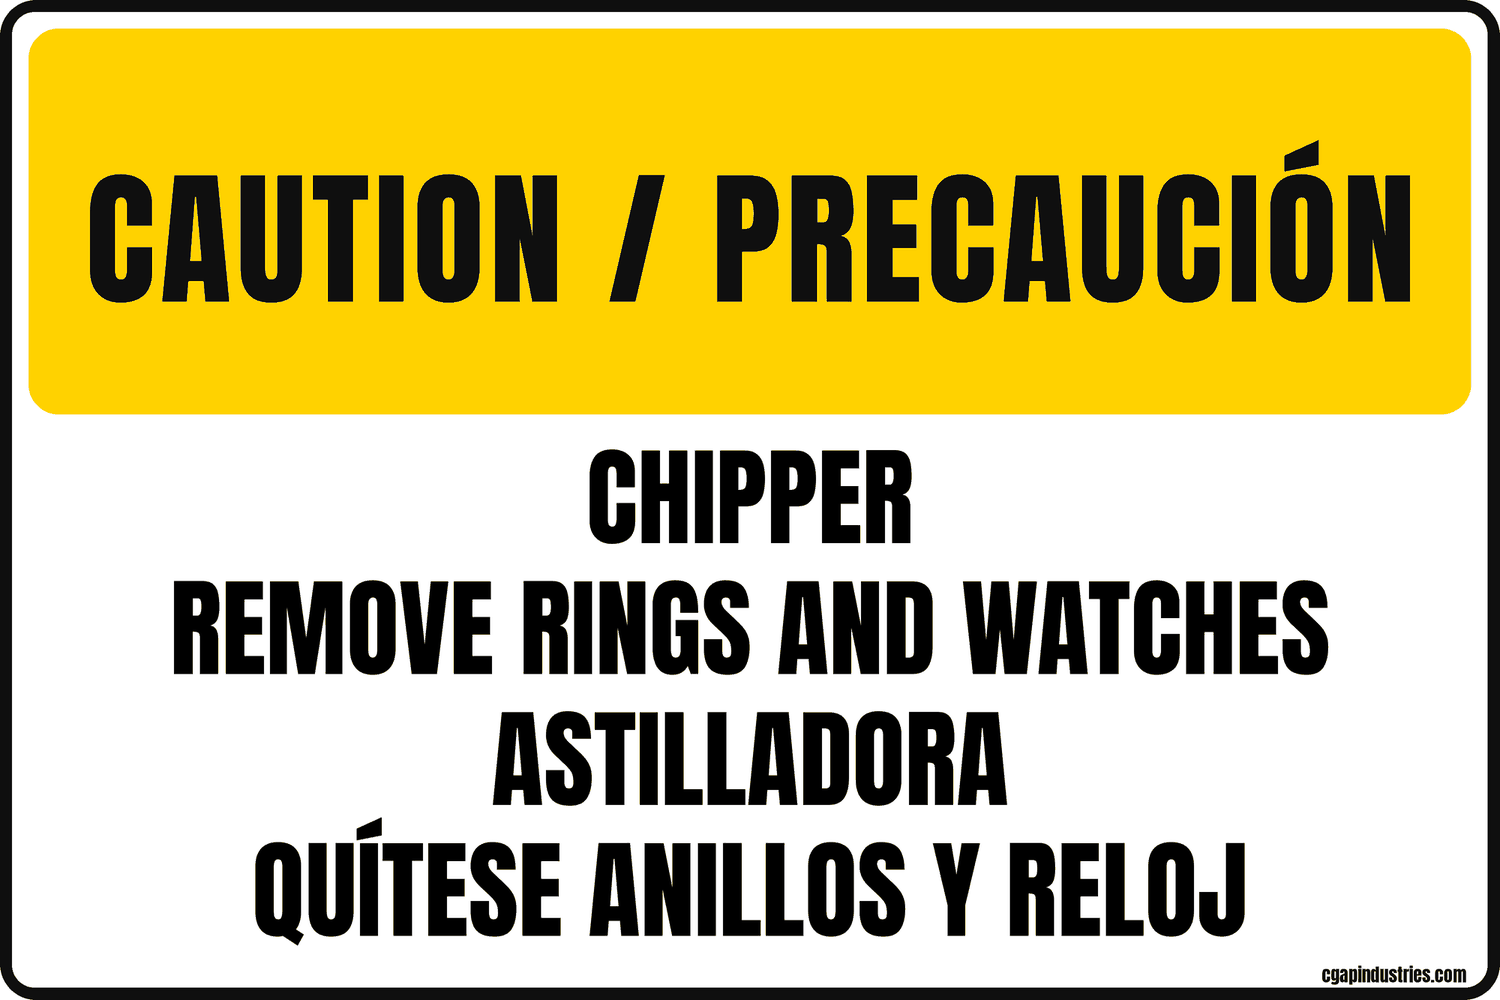 CAUTION / PRECAUCIÓN
CHIPPER
REMOVE RINGS AND WATCHES
ASTILLADORA
QUÍTESE ANILLOS Y RELOJ
cgapindustries.com